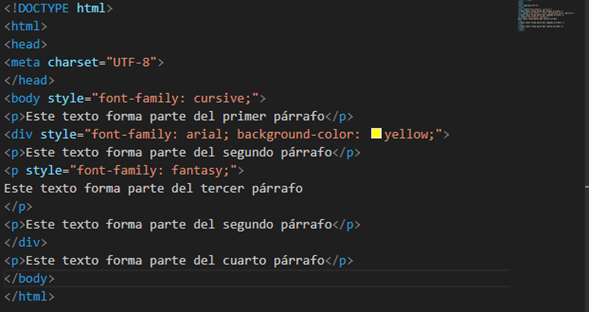 <!DOCTYPE html>
<html>
<head>
<meta charset="UTF-8">
</head>
<body style="font-family: cursive;">
<p>Este texto forma parte del primer párrafo</p>
<div style="font-family: arial; background-color: yellow;">
<p>Este texto forma parte del segundo párrafo</p>
<p style="font-family: fantasy;">
Este texto forma parte del tercer párrafo
</p>
<p>Este texto forma parte del segundo párrafo</p>
</div>
<p>Este texto forma parte del cuarto párrafo</p>
</body>
</html>